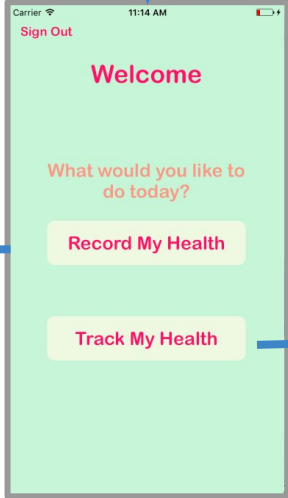 Carrier 11:14 AM
Sign Out
Welcome
What would you like to
do today?
Record My Health
Track My Health